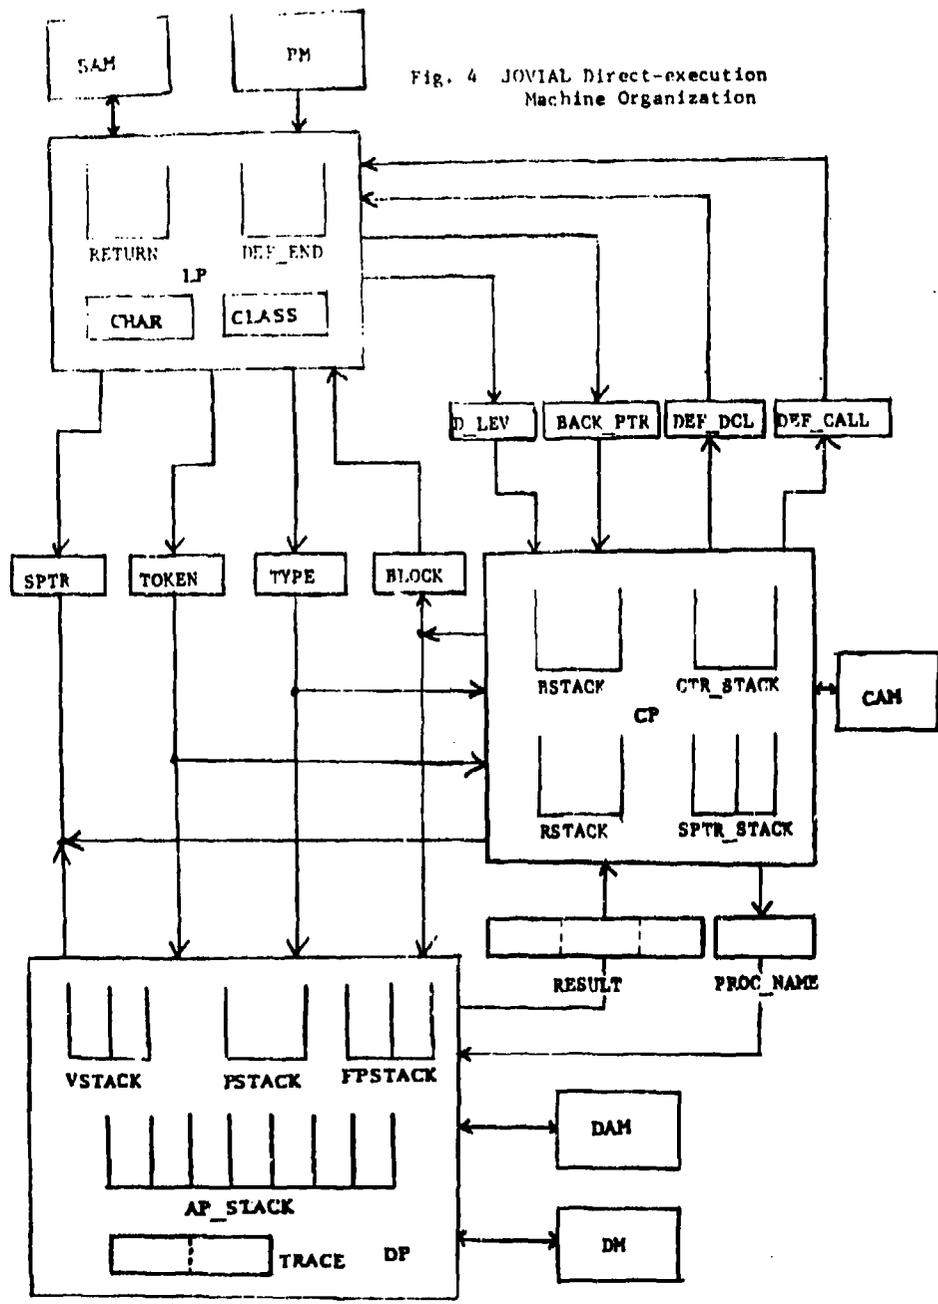 SAM
PM
Fig. 4 JOVIAL Direct-execution
Machine Organization
RETURN
DEF_END
LP
CHAR
CLASS
D_LEV
BACK_PTR
DEF_DCL
DEF_CALL
SPTR
TOKEN
TYPE
BLOCK
BSTACK
CTR_STACK
CP
CAM
RSTACK
SPTR_STACK
RESULT
PROC_NAME
VSTACK
PSTACK
FPSTACK
DAM
AP_STACK
DM
TRACE
DP